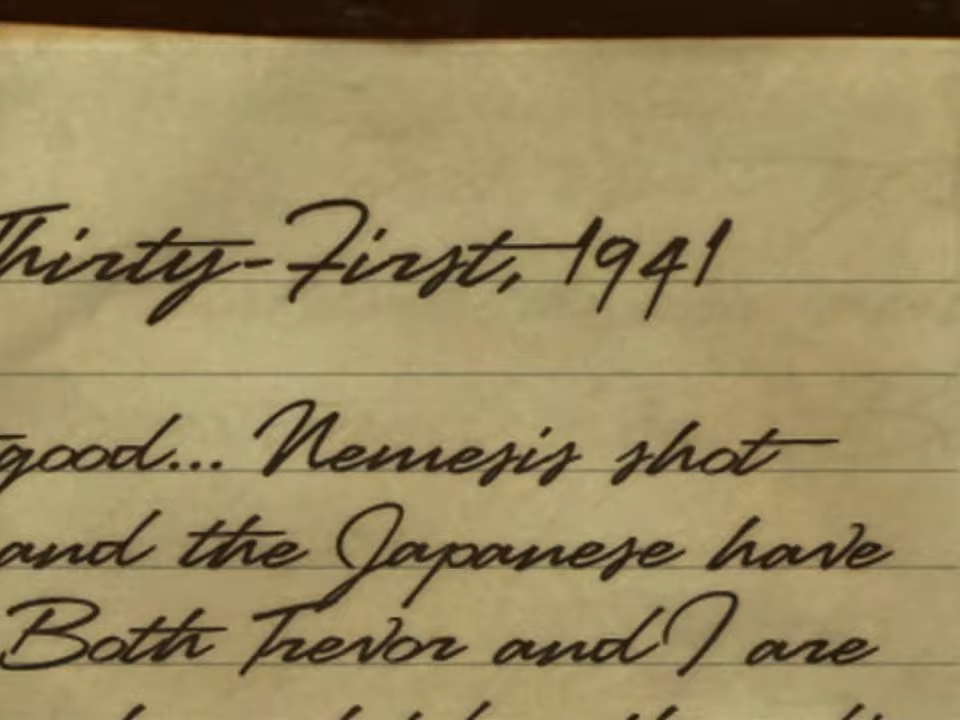 Thirty-First, 1941
good... Nemesis shot
and the Japanese have
Both Trevor and I are